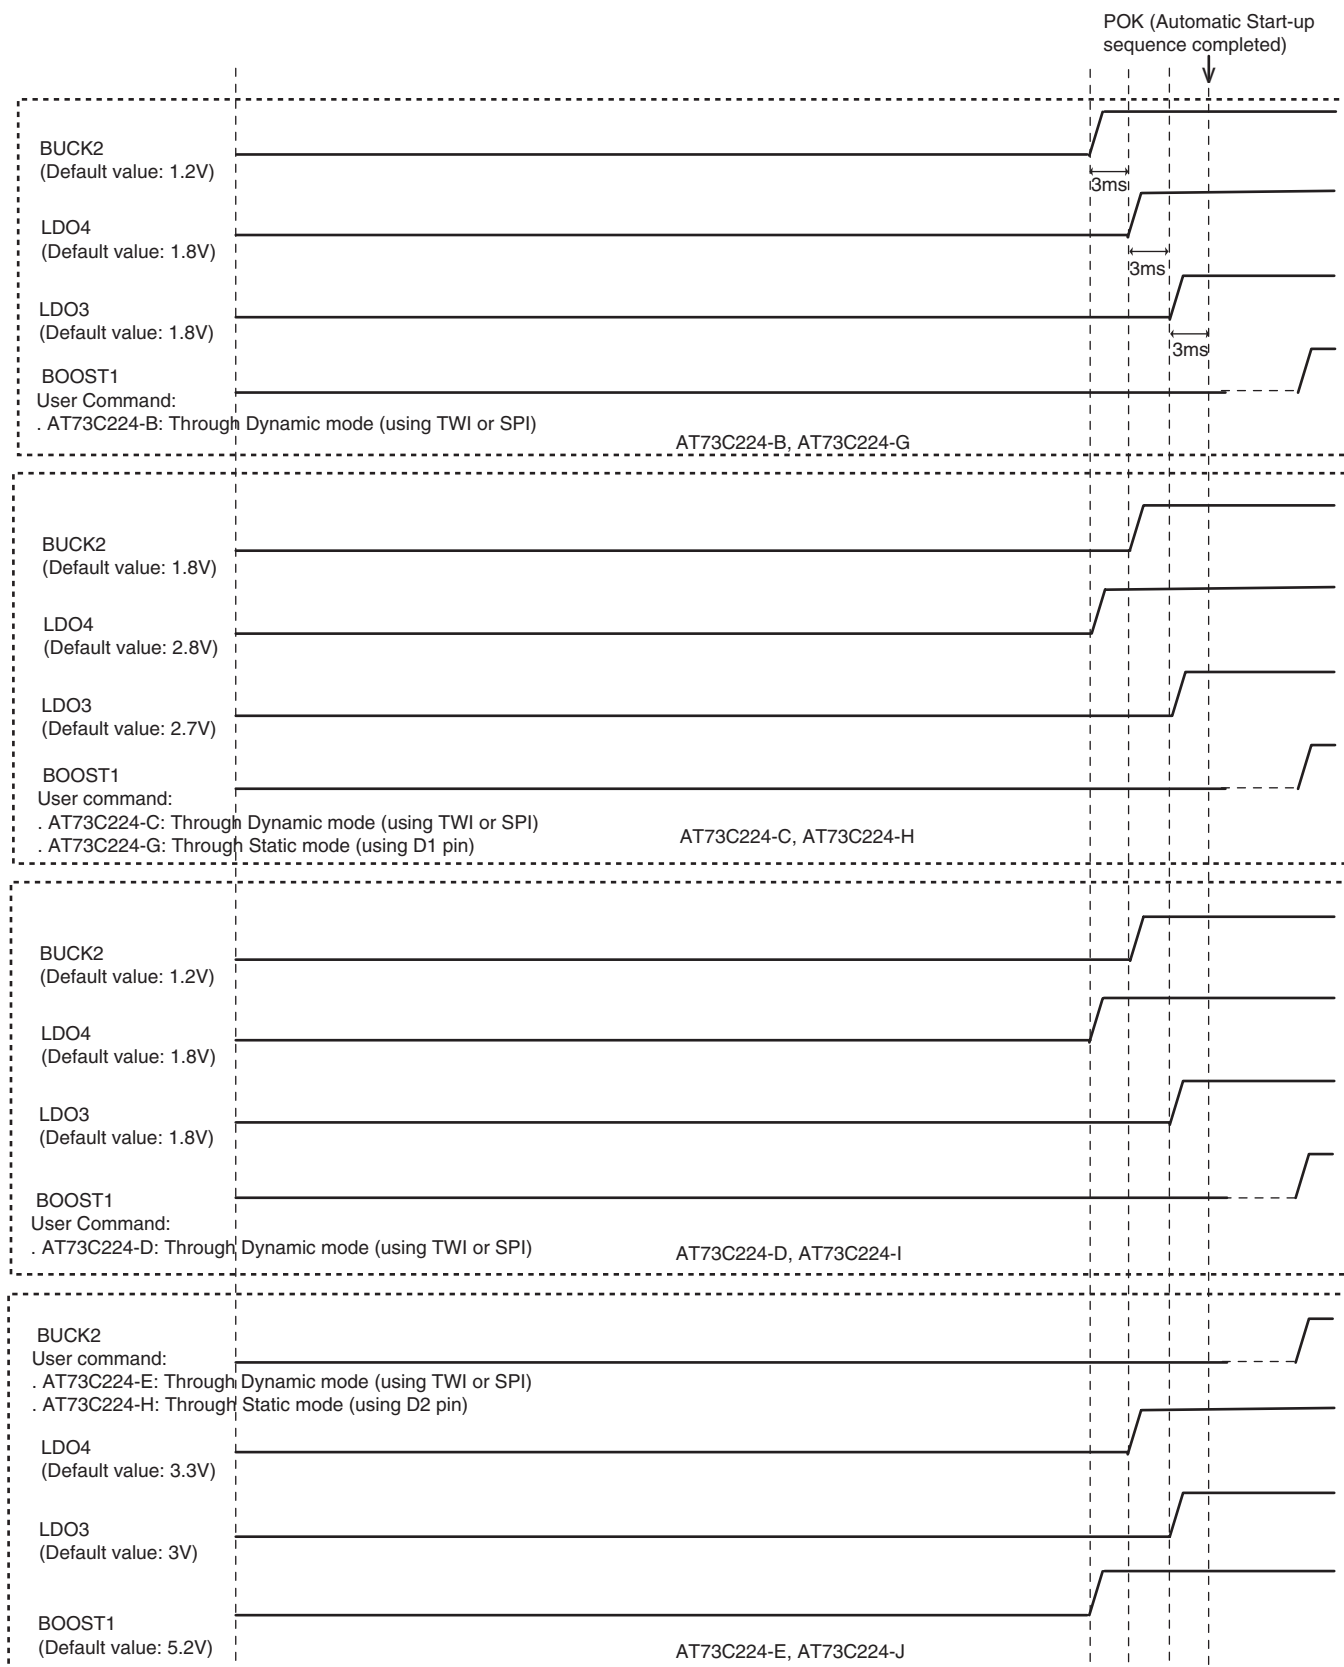 POK (Automatic Start-up
sequence completed)
BUCK2
(Default value: 1.2V)
3ms
LDO4
(Default value: 1.8V)
3ms
LDO3
(Default value: 1.8V)
3ms
BOOST1
User Command:
. AT73C224-B: Through Dynamic mode (using TWI or SPI)
AT73C224-B, AT73C224-G
BUCK2
(Default value: 1.8V)
LDO4
(Default value: 2.8V)
LDO3
(Default value: 2.7V)
BOOST1
User command:
. AT73C224-C: Through Dynamic mode (using TWI or SPI)
. AT73C224-G: Through Static mode (using D1 pin)
AT73C224-C, AT73C224-H
BUCK2
(Default value: 1.2V)
LDO4
(Default value: 1.8V)
LDO3
(Default value: 1.8V)
BOOST1
User Command:
. AT73C224-D: Through Dynamic mode (using TWI or SPI)
AT73C224-D, AT73C224-I
BUCK2
User command:
. AT73C224-E: Through Dynamic mode (using TWI or SPI)
. AT73C224-H: Through Static mode (using D2 pin)
LDO4
(Default value: 3.3V)
LDO3
(Default value: 3V)
BOOST1
(Default value: 5.2V)
AT73C224-E, AT73C224-J